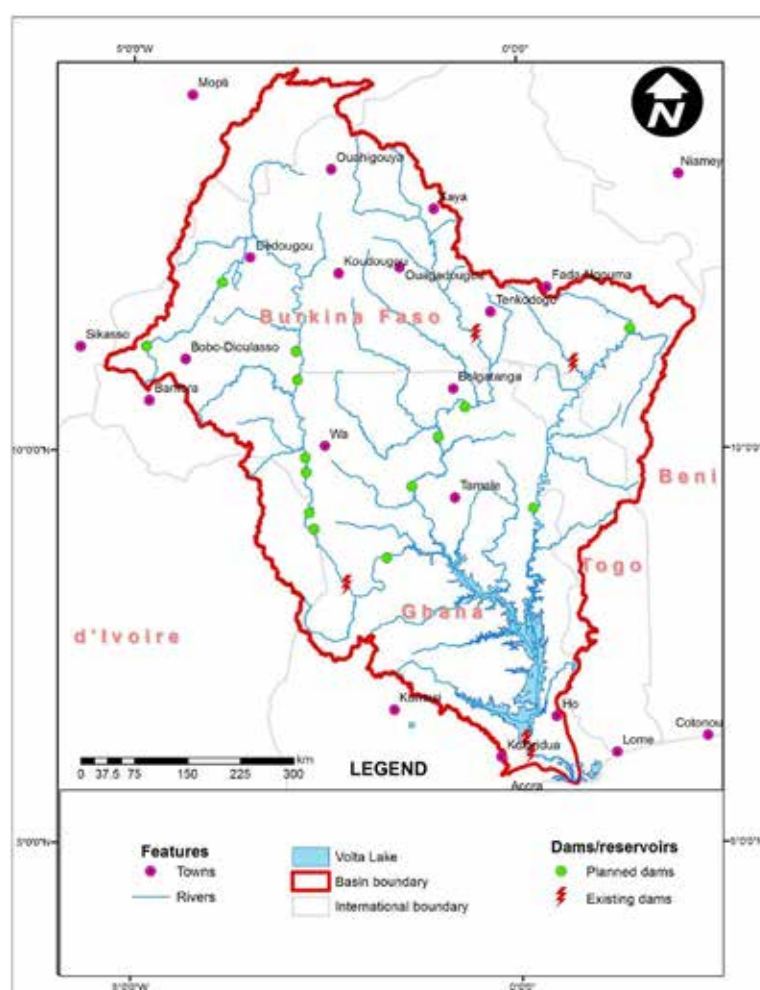 5°0'0"W 0°0'0"
N
Mopti
Ouahigouya
Niamey
Kaya
Dedougou
Koudougou
Ouagadougou
Fada Ngouma
Tenkodogo
Burkina Faso
Sikasso
Bobo-Dioulasso
Banfora
Bolgatanga
10°0'0"N 10°0'0"N
Wa
Tamale
Beni
Togo
Ghana
d'Ivoire
Kumasi
Ho
Koforidua
Lome
Cotonou
Accra
0 37.5 75 150 225 300 km
LEGEND
5°0'0"N 5°0'0"N
Features
Towns
Rivers
Volta Lake
Basin boundary
International boundary
Dams/reservoirs
Planned dams
Existing dams
5°0'0"W 0°0'0"